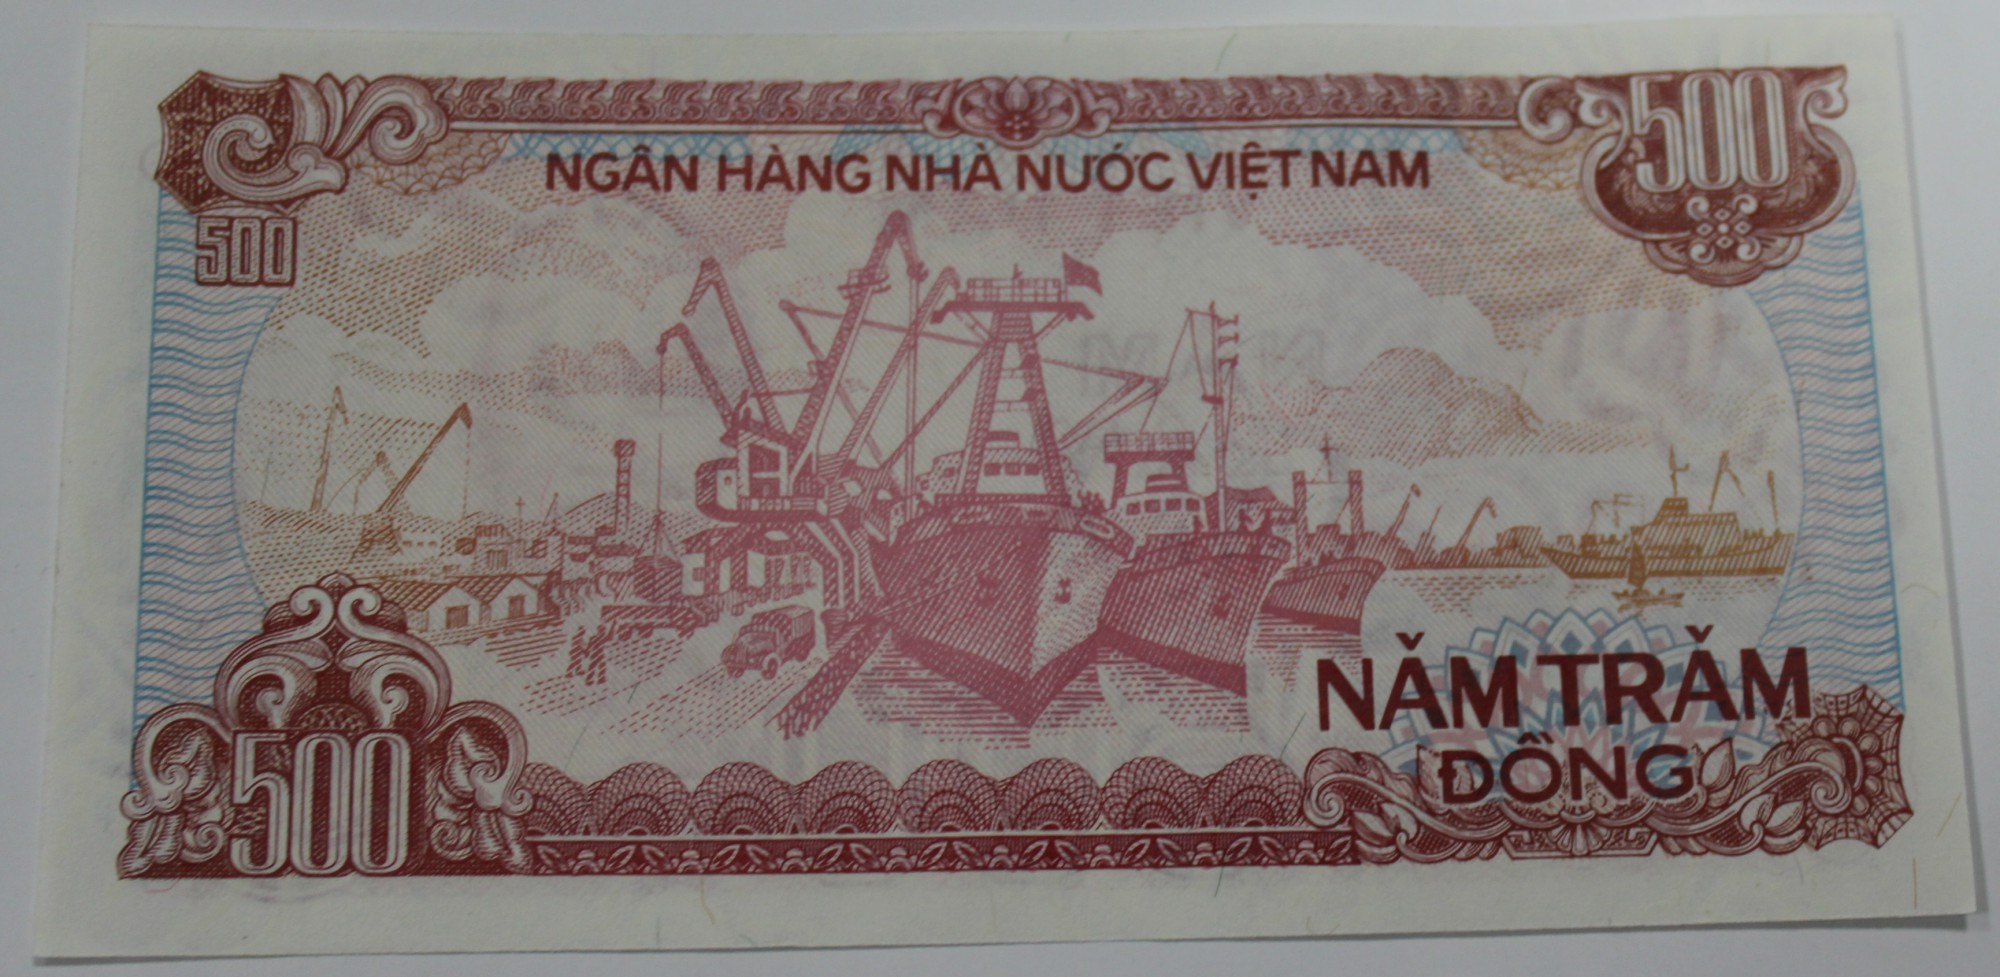 500
NGÂN HÀNG NHÀ NƯỚC VIỆT NAM
500
NĂM TRĂM
ĐỒNG
500